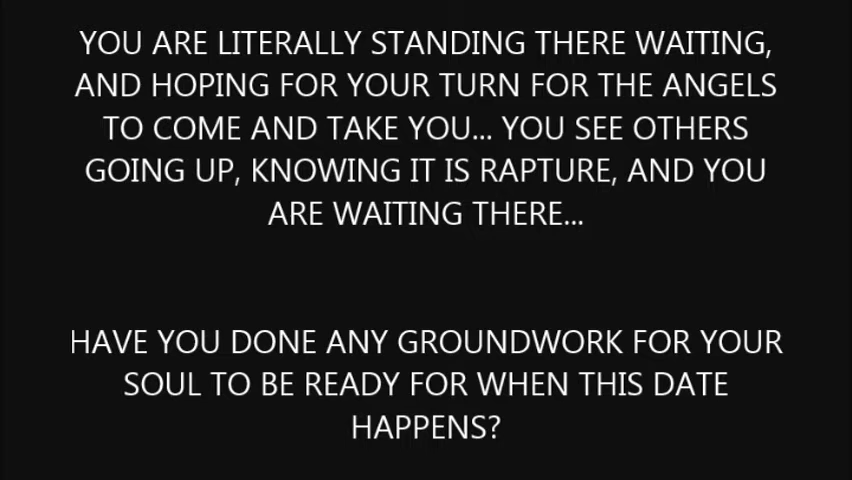 YOU ARE LITERALLY STANDING THERE WAITING,
AND HOPING FOR YOUR TURN FOR THE ANGELS
TO COME AND TAKE YOU... YOU SEE OTHERS
GOING UP, KNOWING IT IS RAPTURE, AND YOU
ARE WAITING THERE...
HAVE YOU DONE ANY GROUNDWORK FOR YOUR
SOUL TO BE READY FOR WHEN THIS DATE
HAPPENS?